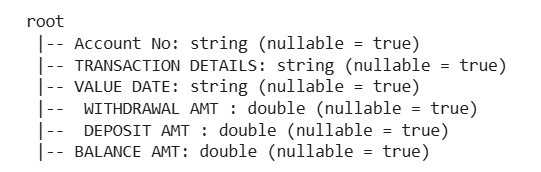 root
 |-- Account No: string (nullable = true)
 |-- TRANSACTION DETAILS: string (nullable = true)
 |-- VALUE DATE: string (nullable = true)
 |--  WITHDRAWAL AMT : double (nullable = true)
 |--  DEPOSIT AMT : double (nullable = true)
 |-- BALANCE AMT: double (nullable = true)